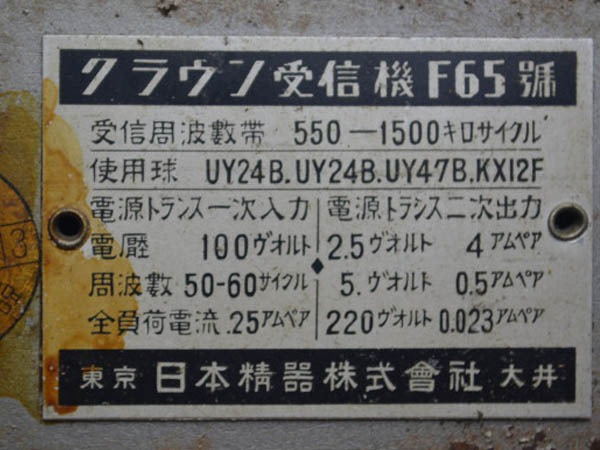 クラウン受信機F65號
受信周波數帶 550—1500キロサイクル
使用球 UY24B.UY24B.UY47B.KX12F
電源トランス一次入力
電壓 100ヴオルト
周波數 50-60サイクル
全負荷電流 .25アムペア
電源トランス二次出力
2.5ヴオルト 4アムペア
5.ヴオルト 0.5アムペア
220ヴオルト 0.023アムペア
東京 日本精器株式會社 大井
13